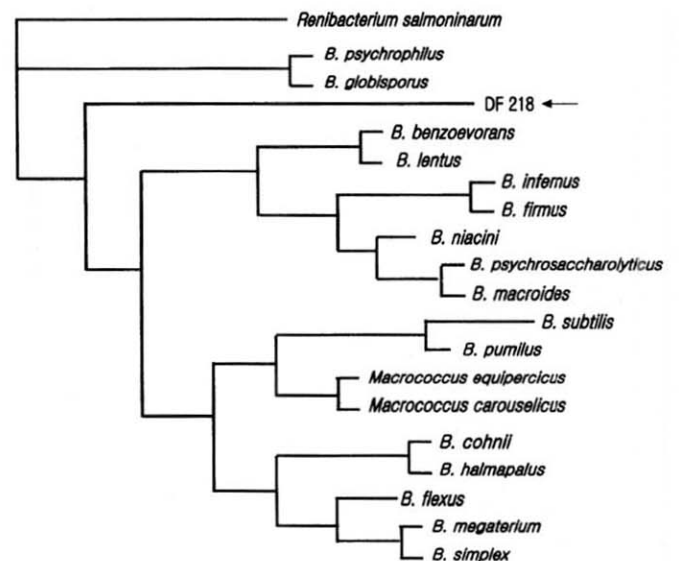 Renibacterium salmoninarum
B. psychrophilus
B. globisporus
DF 218
B. benzoevorans
B. lentus
B. infernus
B. firmus
B. niacini
B. psychrosaccharolyticus
B. macroides
B. subtilis
B. pumilus
Macrococcus equipercicus
Macrococcus carouselicus
B. cohnii
B. halmapalus
B. flexus
B. megaterium
B. simplex